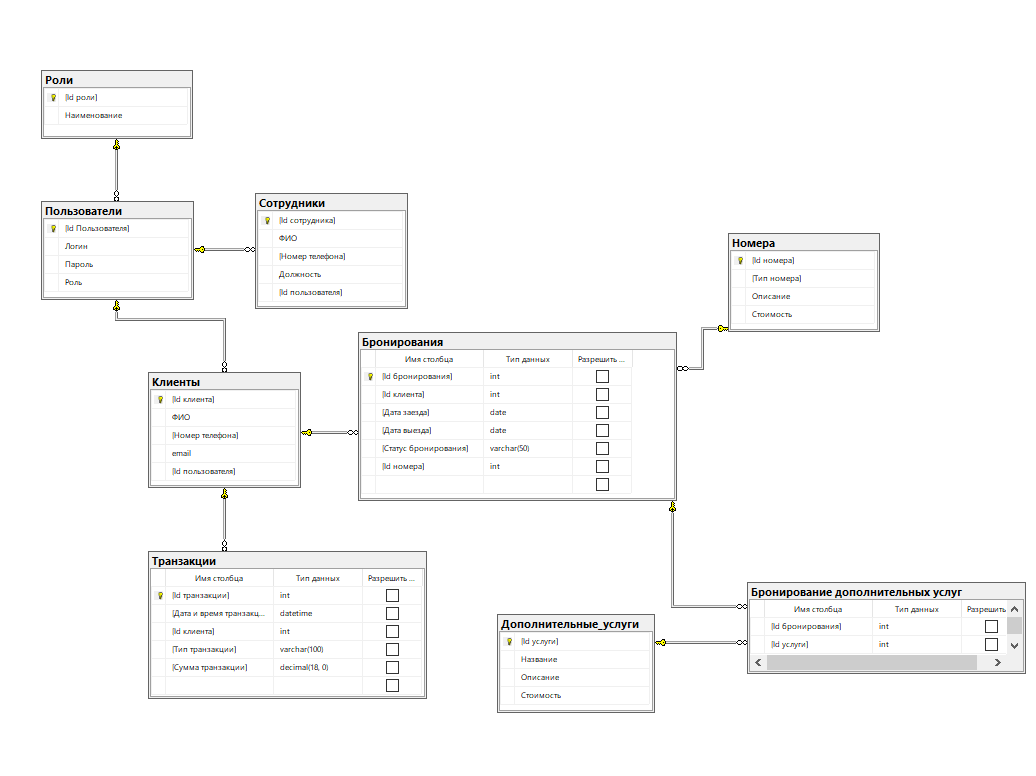 Роли
[Id роли]
Наименование
Пользователи
[Id Пользователя]
Логин
Пароль
Роль
Сотрудники
[Id сотрудника]
ФИО
[Номер телефона]
Должность
[Id пользователя]
Номера
[Id номера]
[Тип номера]
Описание
Стоимость
Бронирования
Имя столбца Тип данных Разрешить ...
[Id бронирования] int
[Id клиента] int
[Дата заезда] date
[Дата выезда] date
[Статус бронирования] varchar(50)
[Id номера] int
Клиенты
[Id клиента]
ФИО
[Номер телефона]
email
[Id пользователя]
Транзакции
Имя столбца Тип данных Разрешить ...
[Id транзакции] int
[Дата и время транзакц... datetime
[Id клиента] int
[Тип транзакции] varchar(100)
[Сумма транзакции] decimal(18, 0)
Дополнительные_услуги
[Id услуги]
Название
Описание
Стоимость
Бронирование дополнительных услуг
Имя столбца Тип данных Разрешить
[Id бронирования] int
[Id услуги] int